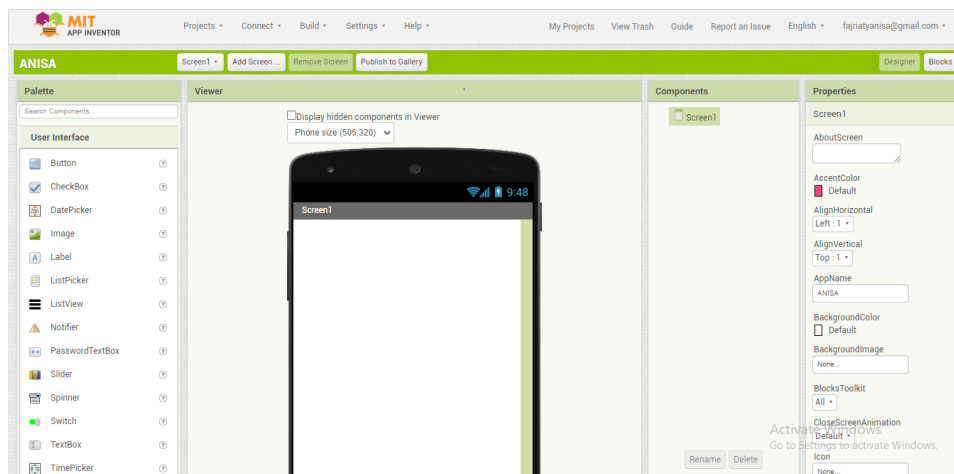 MIT
APP INVENTOR
Projects Connect Build Settings Help My Projects View Trash Guide Report an Issue English fajriatyanisa@gmail.com
ANISA Screen1 Add Screen ... Remove Screen Publish to Gallery Designer Blocks
Palette
Search Components...
User Interface
Button
CheckBox
DatePicker
Image
Label
ListPicker
ListView
Notifier
PasswordTextBox
Slider
Spinner
Switch
TextBox
TimePicker
Viewer
Display hidden components in Viewer
Phone size (505,320)
9:48
Screen1
Components
Screen1
Rename Delete
Properties
Screen1
AboutScreen
AccentColor
Default
AlignHorizontal
Left : 1
AlignVertical
Top : 1
AppName
ANISA
BackgroundColor
Default
BackgroundImage
None...
BlocksToolkit
All
CloseScreenAnimation
Default
Icon
None...
Activate Windows
Go to Settings to activate Windows.